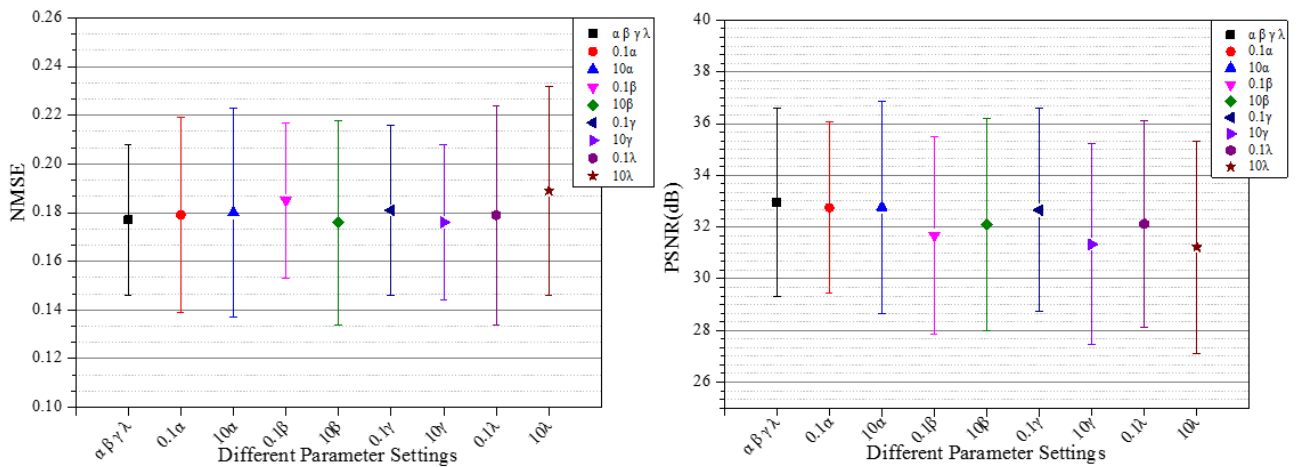 0.26
0.24
0.22
0.20
0.18
0.16
0.14
0.12
0.10
NMSE
α β γ λ
0.1α
10α
0.1β
10β
0.1γ
10γ
0.1λ
10λ
α β γ λ
0.1α
10α
0.1β
10β
0.1γ
10γ
0.1λ
10λ
Different Parameter Settings
40
38
36
34
32
30
28
26
PSNR(dB)
α β γ λ
0.1α
10α
0.1β
10β
0.1γ
10γ
0.1λ
10λ
α β γ λ
0.1α
10α
0.1β
10β
0.1γ
10γ
0.1λ
10λ
Different Parameter Settings